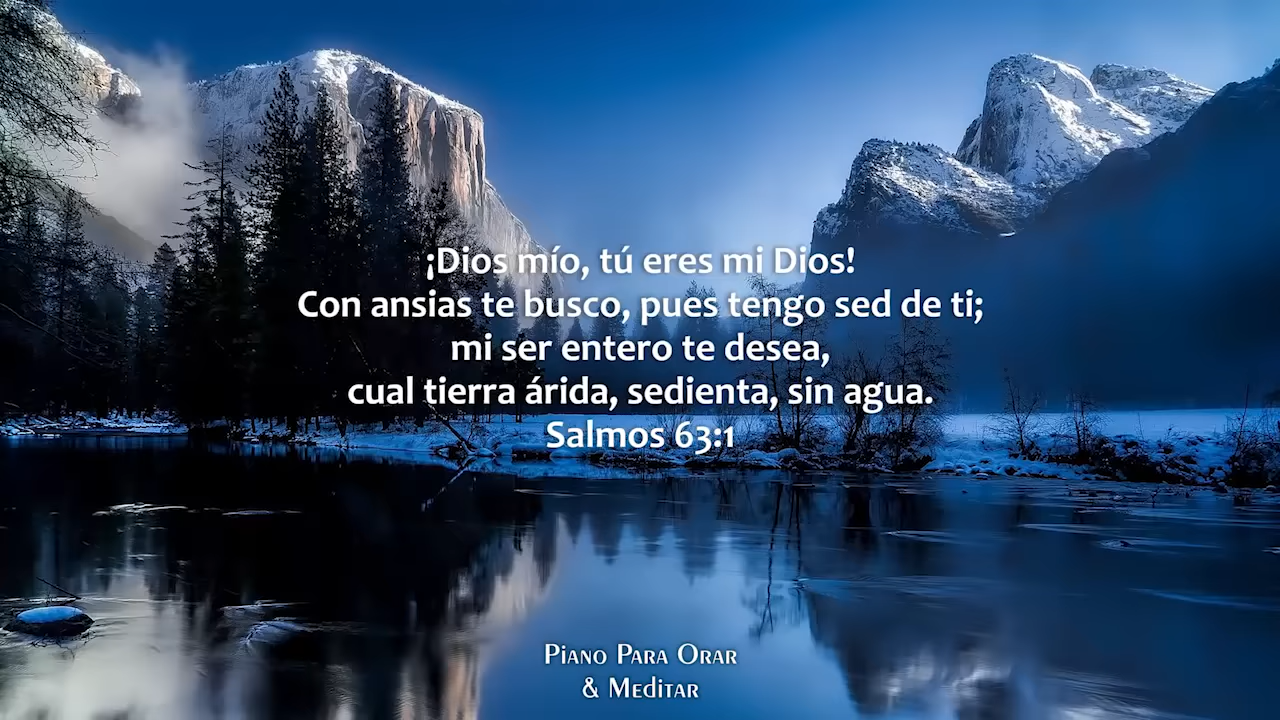 ¡Dios mío, tú eres mi Dios!
Con ansias te busco, pues tengo sed de ti;
mi ser entero te desea,
cual tierra árida, sedienta, sin agua.
Salmos 63:1
Piano Para Orar
& Meditar